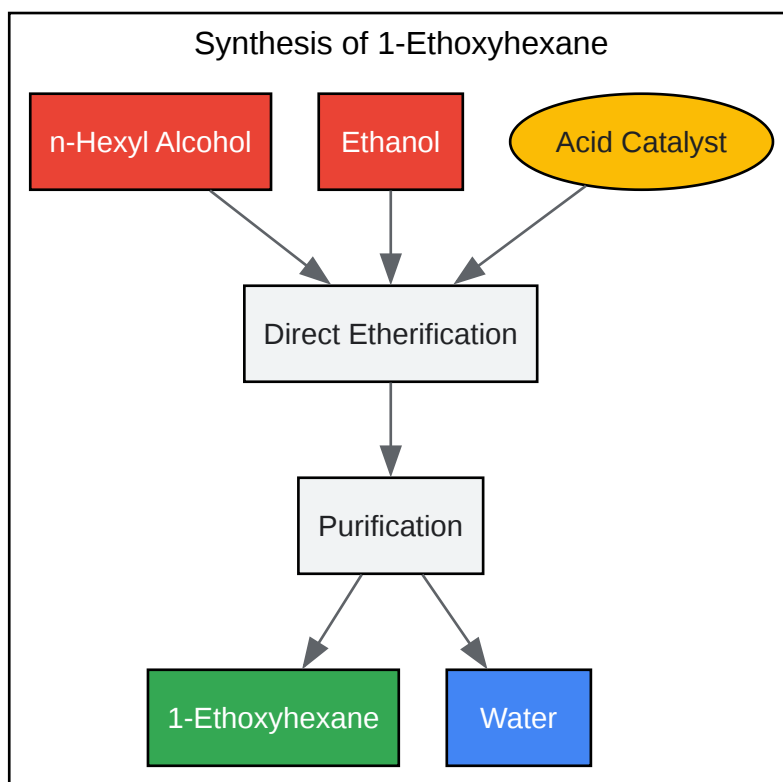 Synthesis of 1-Ethoxyhexane
n-Hexyl Alcohol
Ethanol
Acid Catalyst
Direct Etherification
Purification
1-Ethoxyhexane
Water